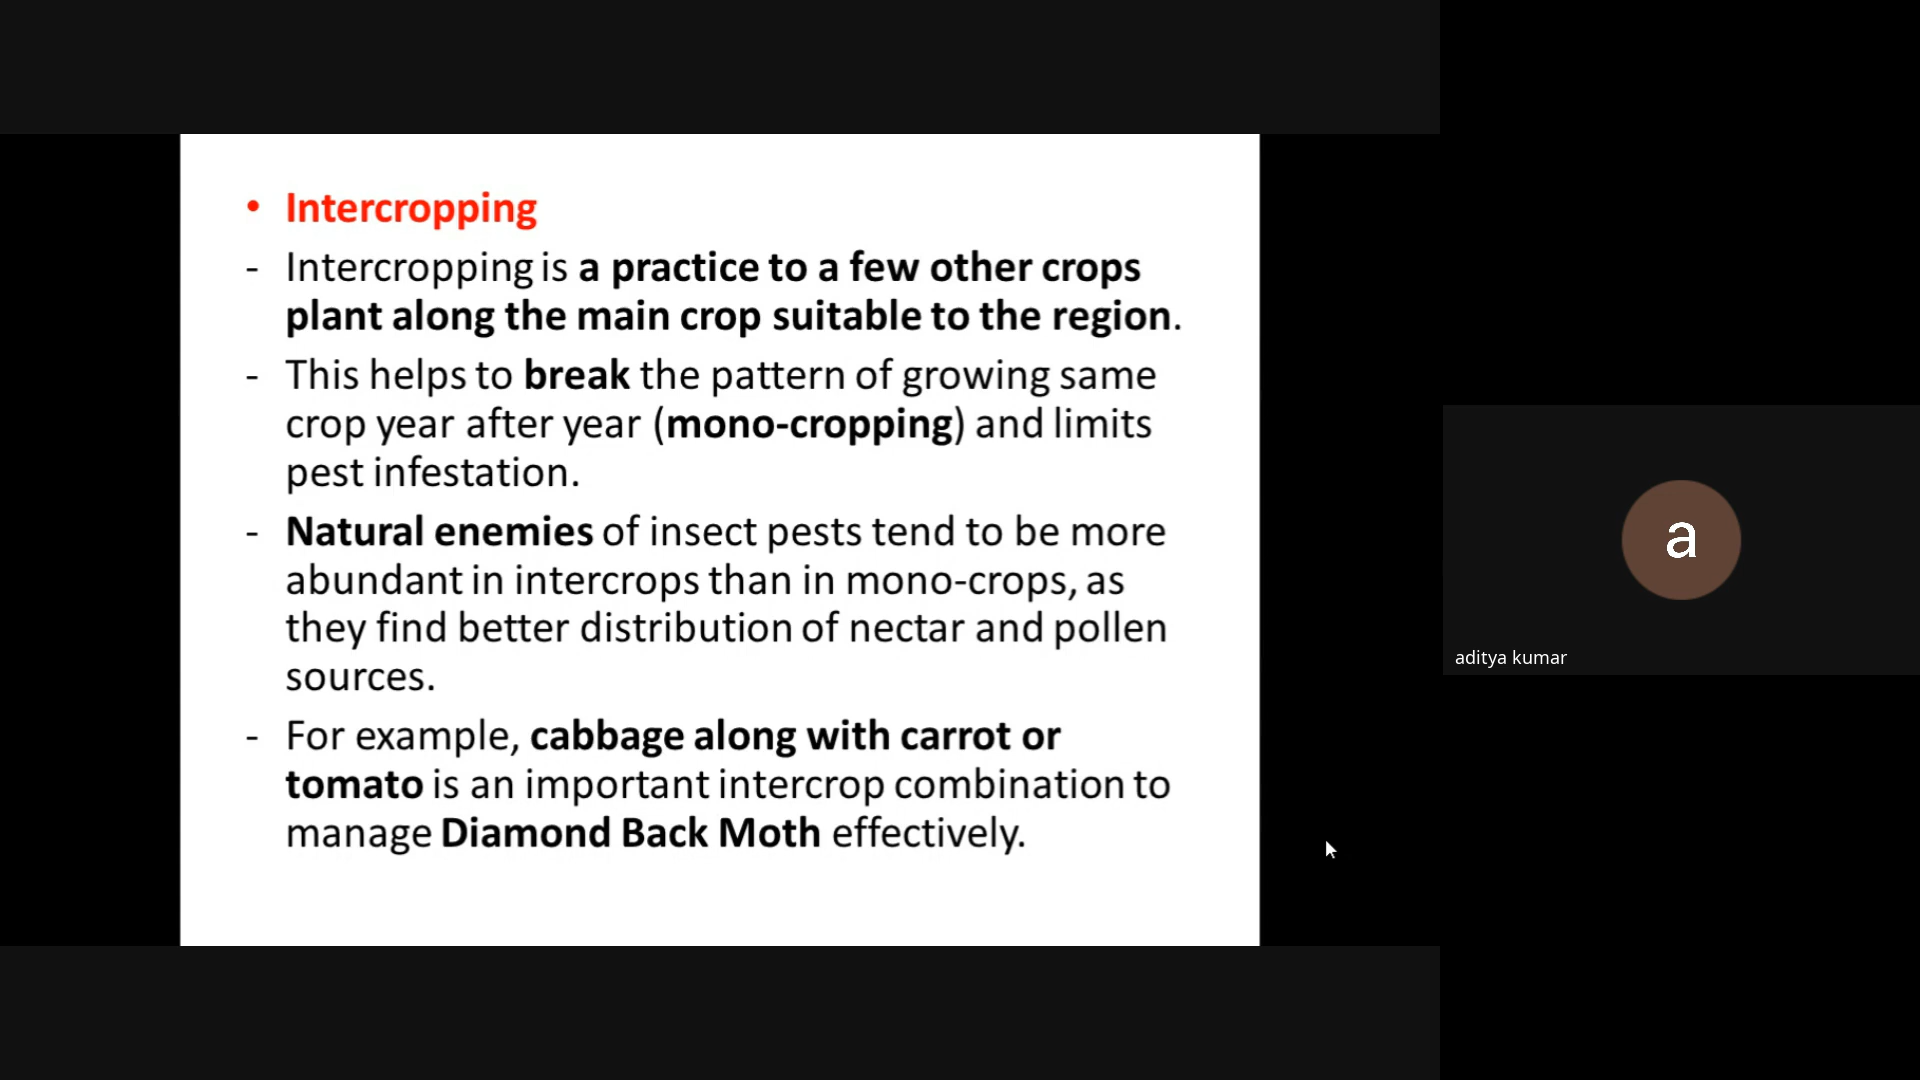 • Intercropping
- Intercropping is a practice to a few other crops
plant along the main crop suitable to the region.
- This helps to break the pattern of growing same
crop year after year (mono-cropping) and limits
pest infestation.
- Natural enemies of insect pests tend to be more
abundant in intercrops than in mono-crops, as
they find better distribution of nectar and pollen
sources.
- For example, cabbage along with carrot or
tomato is an important intercrop combination to
manage Diamond Back Moth effectively.
a
aditya kumar